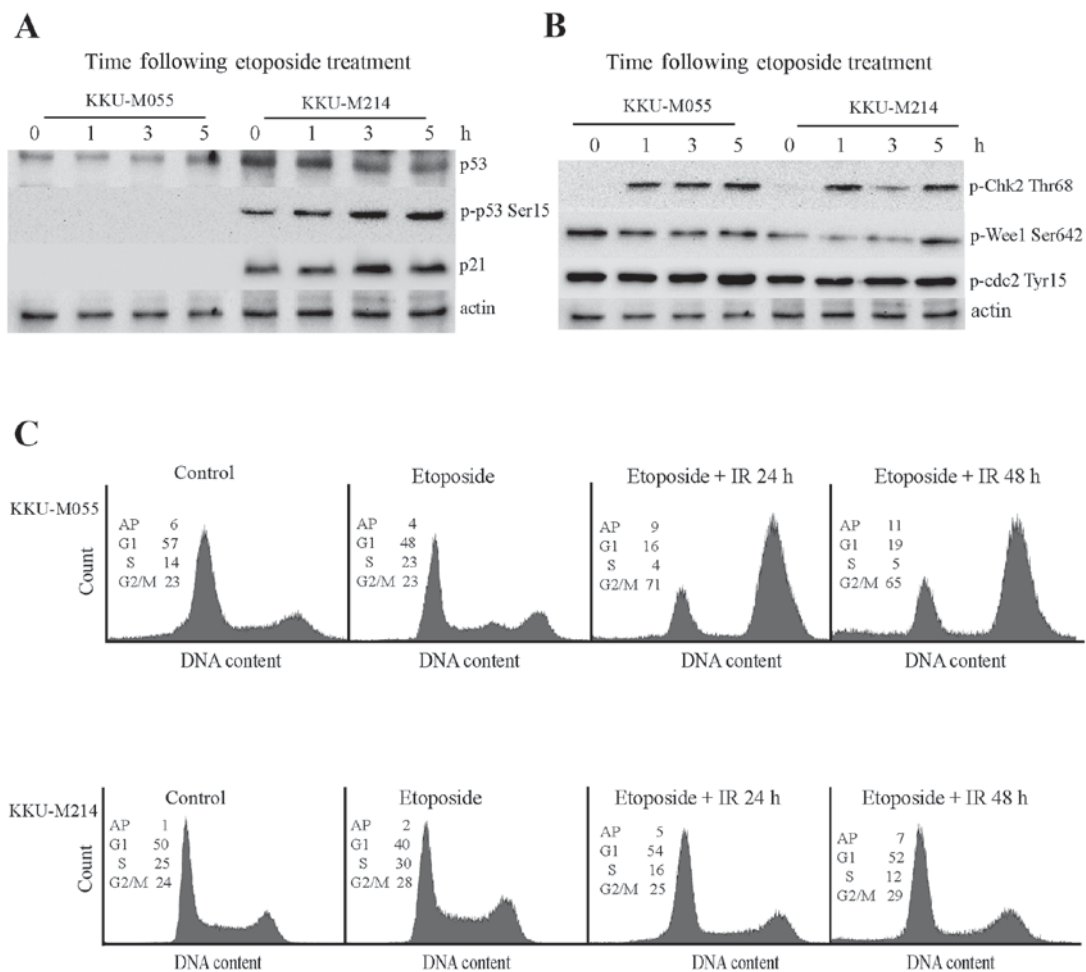 A
Time following etoposide treatment
KKU-M055 KKU-M214
0 1 3 5 0 1 3 5 h
p53
p-p53 Ser15
p21
actin
B
Time following etoposide treatment
KKU-M055 KKU-M214
0 1 3 5 0 1 3 5 h
p-Chk2 Thr68
p-Wee1 Ser642
p-cdc2 Tyr15
actin
C
KKU-M055
Count
Control
AP 6
G1 57
S 14
G2/M 23
DNA content
Etoposide
AP 4
G1 48
S 23
G2/M 23
DNA content
Etoposide + IR 24 h
AP 9
G1 16
S 4
G2/M 71
DNA content
Etoposide + IR 48 h
AP 11
G1 19
S 5
G2/M 65
DNA content
KKU-M214
Count
Control
AP 1
G1 50
S 25
G2/M 24
DNA content
Etoposide
AP 2
G1 40
S 30
G2/M 28
DNA content
Etoposide + IR 24 h
AP 5
G1 54
S 16
G2/M 25
DNA content
Etoposide + IR 48 h
AP 7
G1 52
S 12
G2/M 29
DNA content